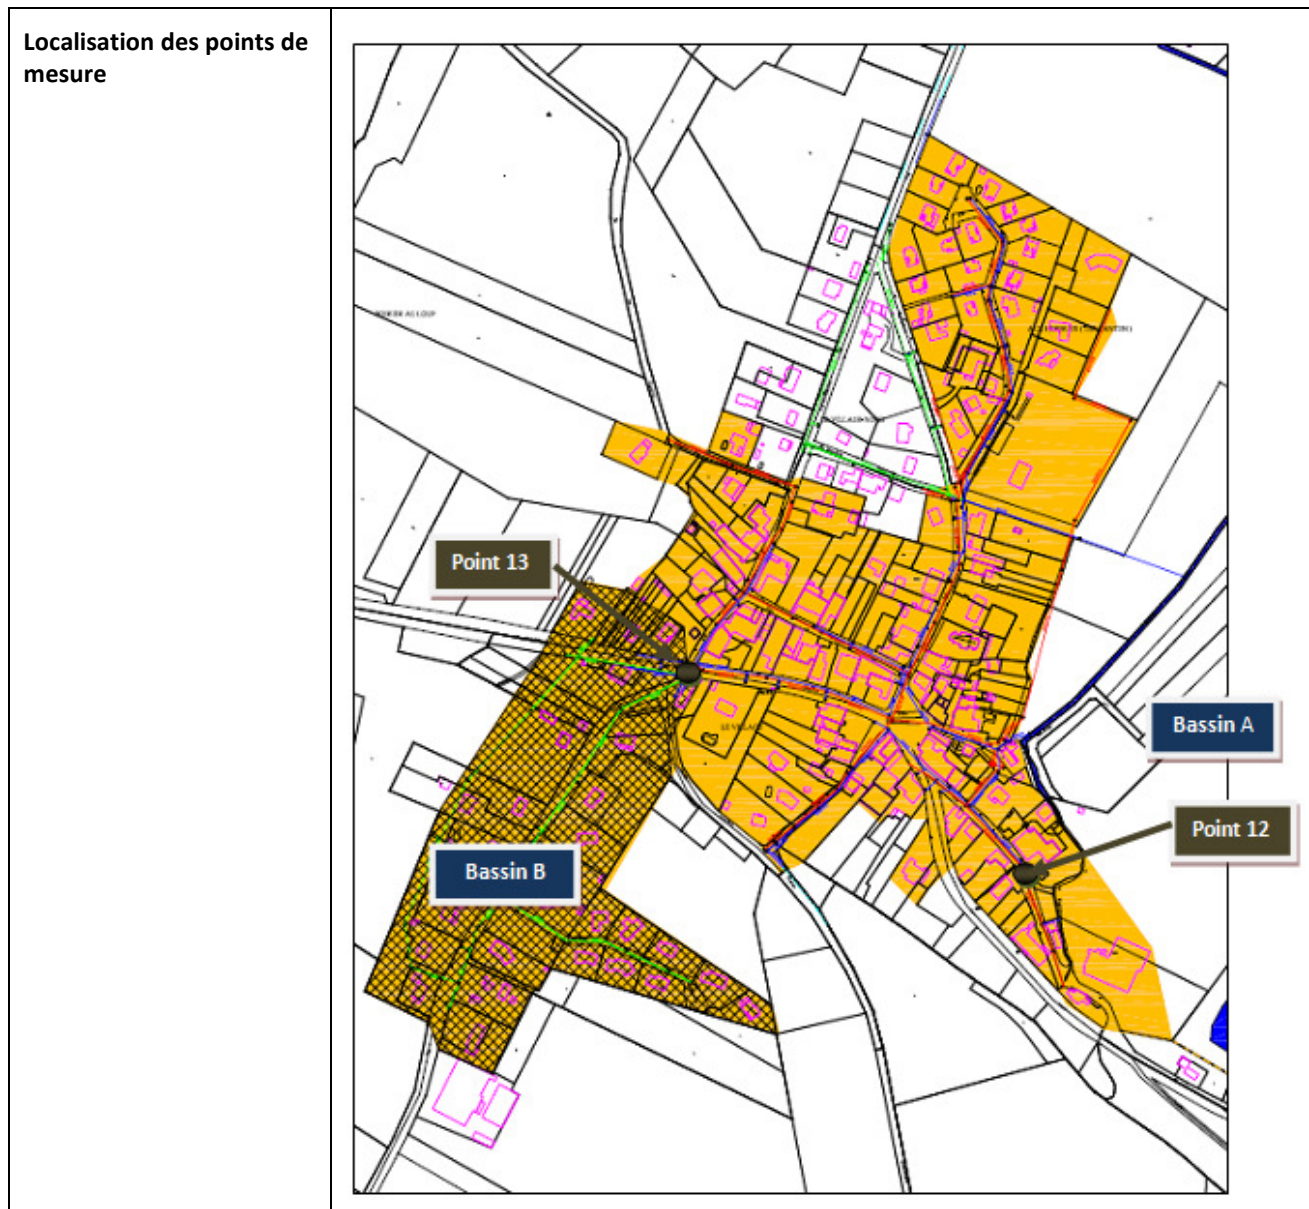 Localisation des points de
mesure
Point 13
Bassin A
Point 12
Bassin B